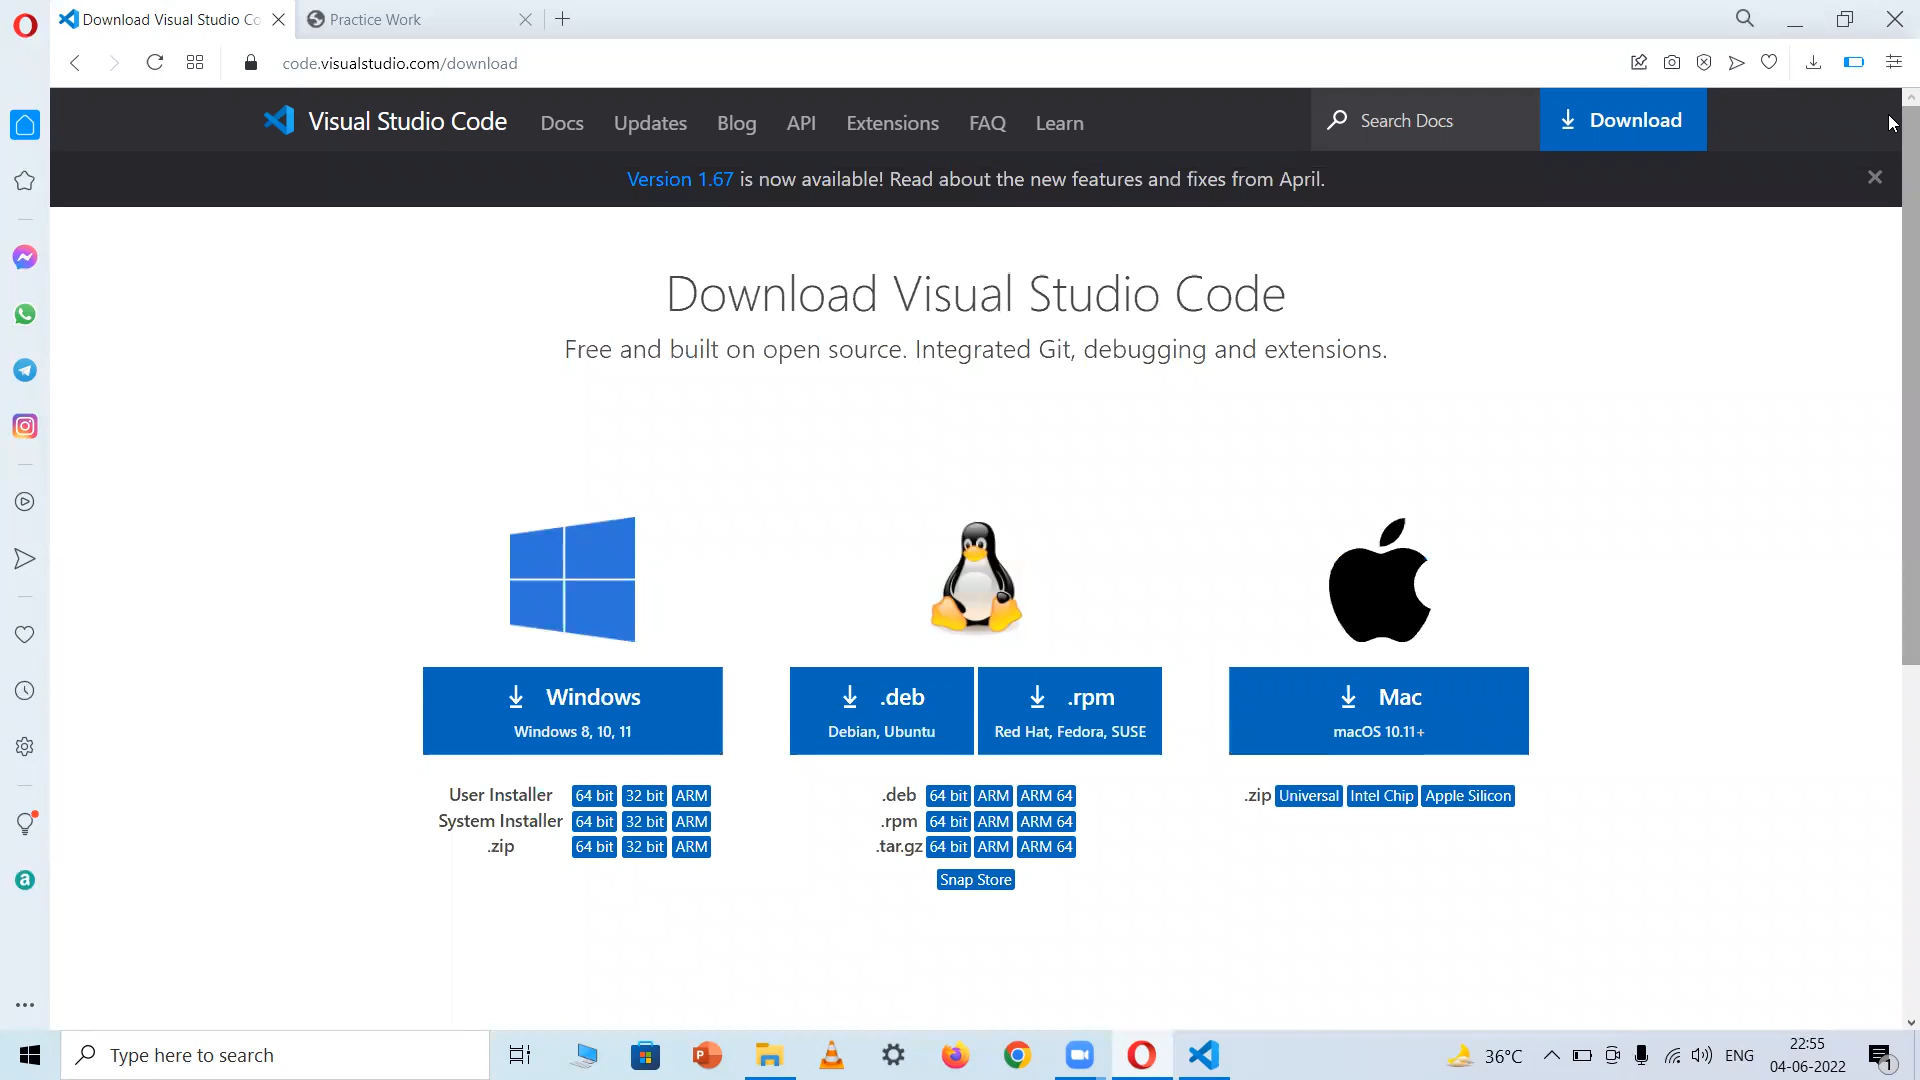 Download Visual Studio Co
Practice Work
code.visualstudio.com/download
Visual Studio Code
Docs
Updates
Blog
API
Extensions
FAQ
Learn
Search Docs
Download
Version 1.67 is now available! Read about the new features and fixes from April.
Download Visual Studio Code
Free and built on open source. Integrated Git, debugging and extensions.
Windows
Windows 8, 10, 11
.deb
Debian, Ubuntu
.rpm
Red Hat, Fedora, SUSE
Mac
macOS 10.11+
User Installer 64 bit 32 bit ARM
System Installer 64 bit 32 bit ARM
.zip 64 bit 32 bit ARM
.deb 64 bit ARM ARM 64
.rpm 64 bit ARM ARM 64
.tar.gz 64 bit ARM ARM 64
Snap Store
.zip Universal Intel Chip Apple Silicon
Type here to search
36°C
ENG
22:55
04-06-2022
1